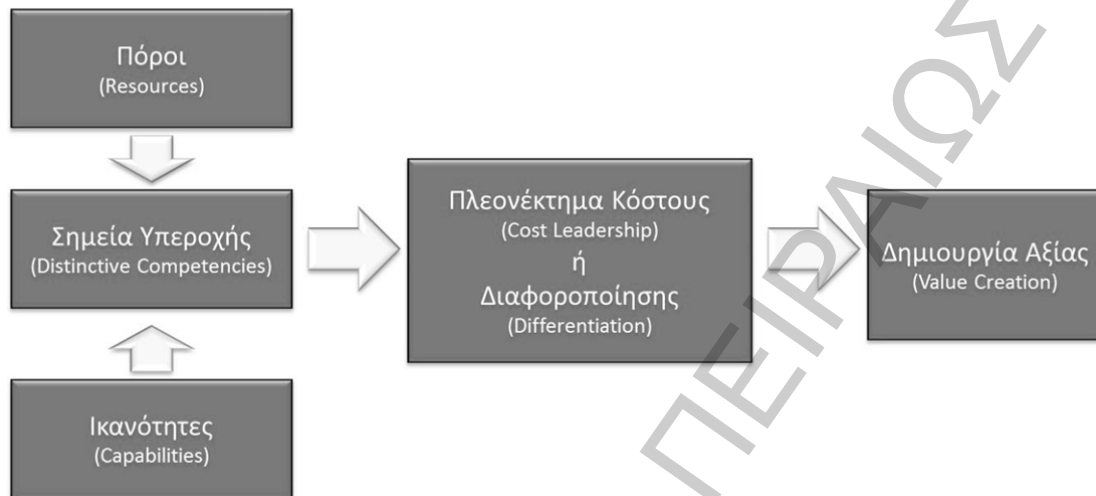 Πόροι
(Resources)
Σημεία Υπεροχής
(Distinctive Competencies)
Ικανότητες
(Capabilities)
Πλεονέκτημα Κόστους
(Cost Leadership)
ή
Διαφοροποίησης
(Differentiation)
Δημιουργία Αξίας
(Value Creation)
ΠΕΙΡΑΙΩΣ